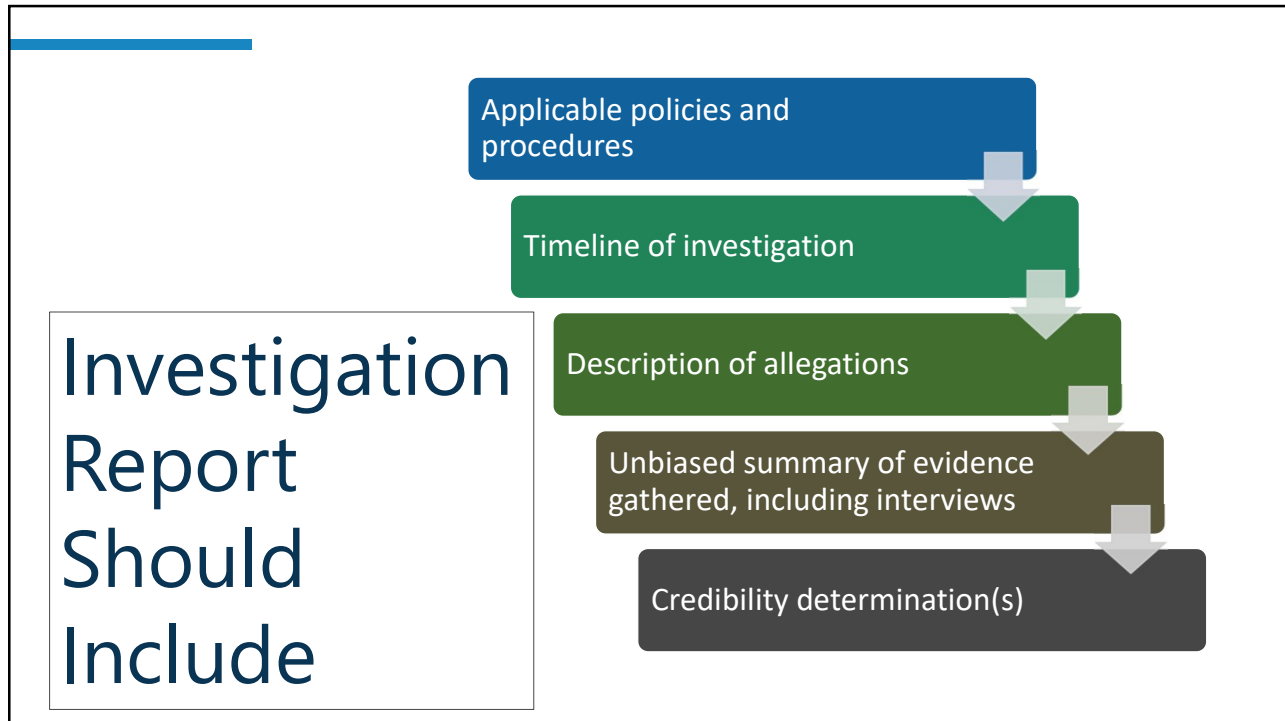 Investigation
Report
Should
Include
Applicable policies and
procedures
Timeline of investigation
Description of allegations
Unbiased summary of evidence
gathered, including interviews
Credibility determination(s)